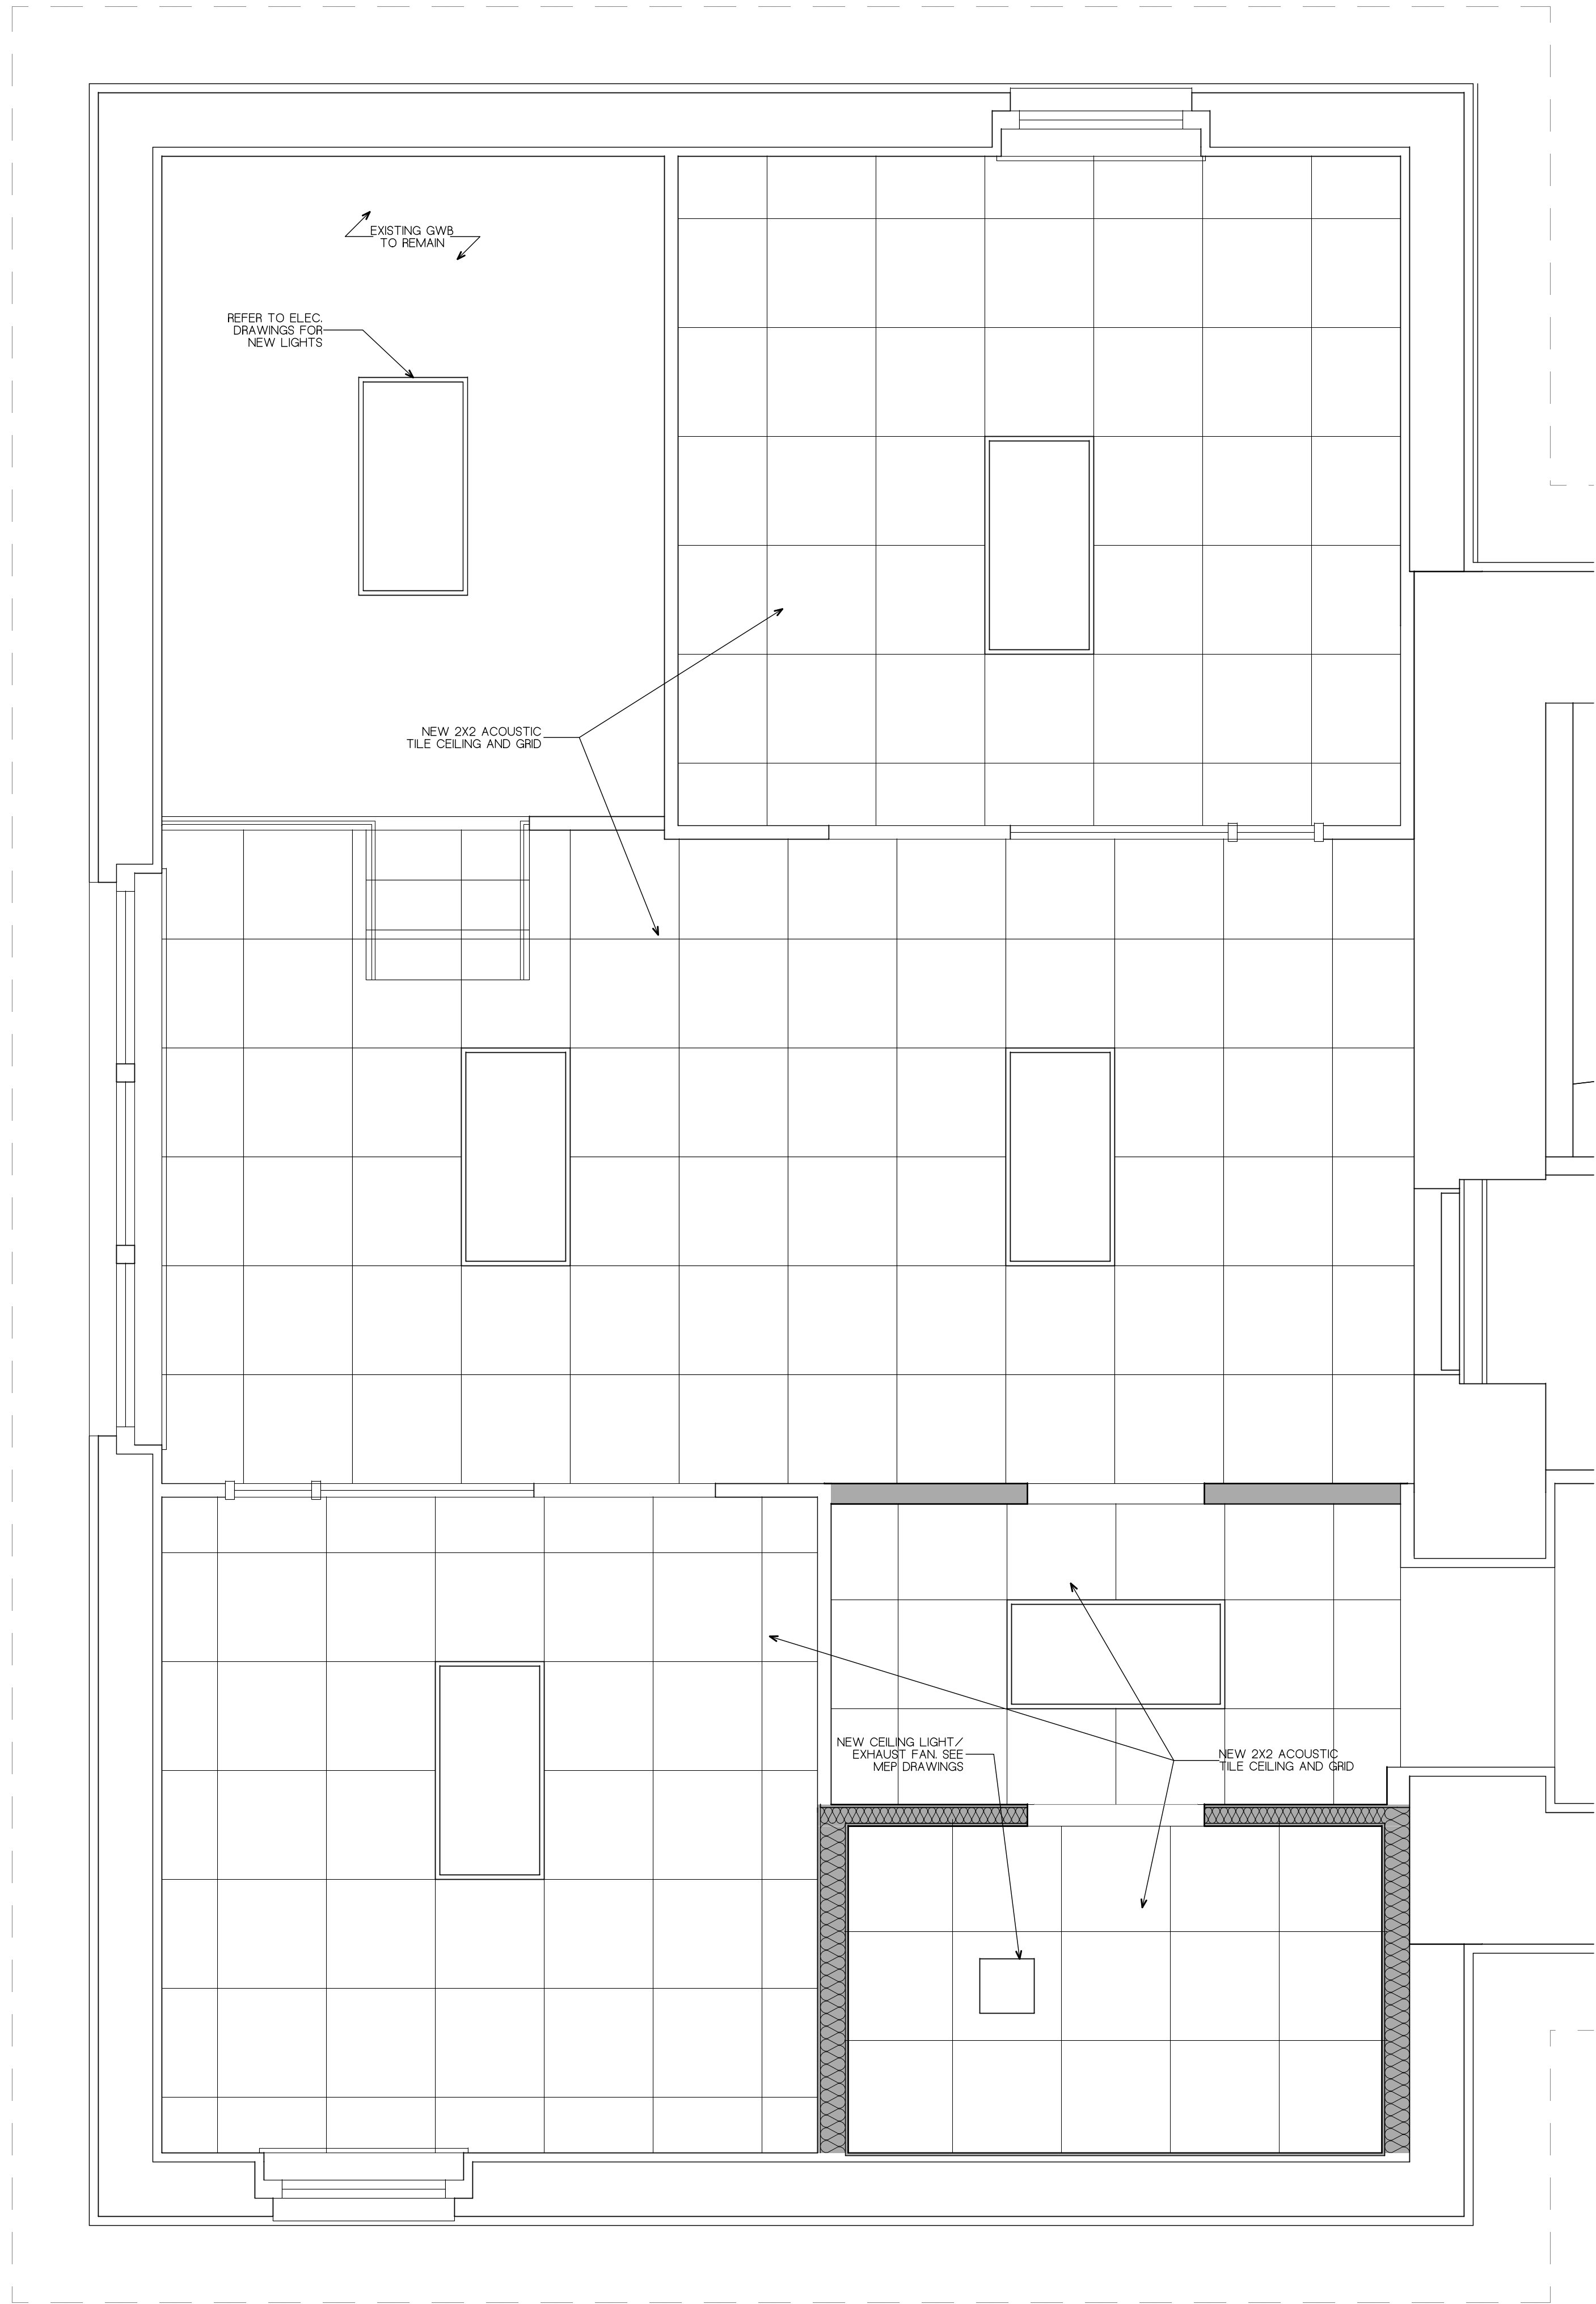 EXISTING GWB
TO REMAIN
REFER TO ELEC.
DRAWINGS FOR
NEW LIGHTS
NEW 2X2 ACOUSTIC
TILE CEILING AND GRID
NEW CEILING LIGHT/
EXHAUST FAN. SEE
MEP DRAWINGS
NEW 2X2 ACOUSTIC
TILE CEILING AND GRID